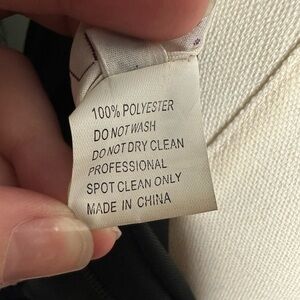 100% POLYESTER
DO NOT WASH
DO NOT DRY CLEAN
PROFESSIONAL
SPOT CLEAN ONLY
MADE IN CHINA